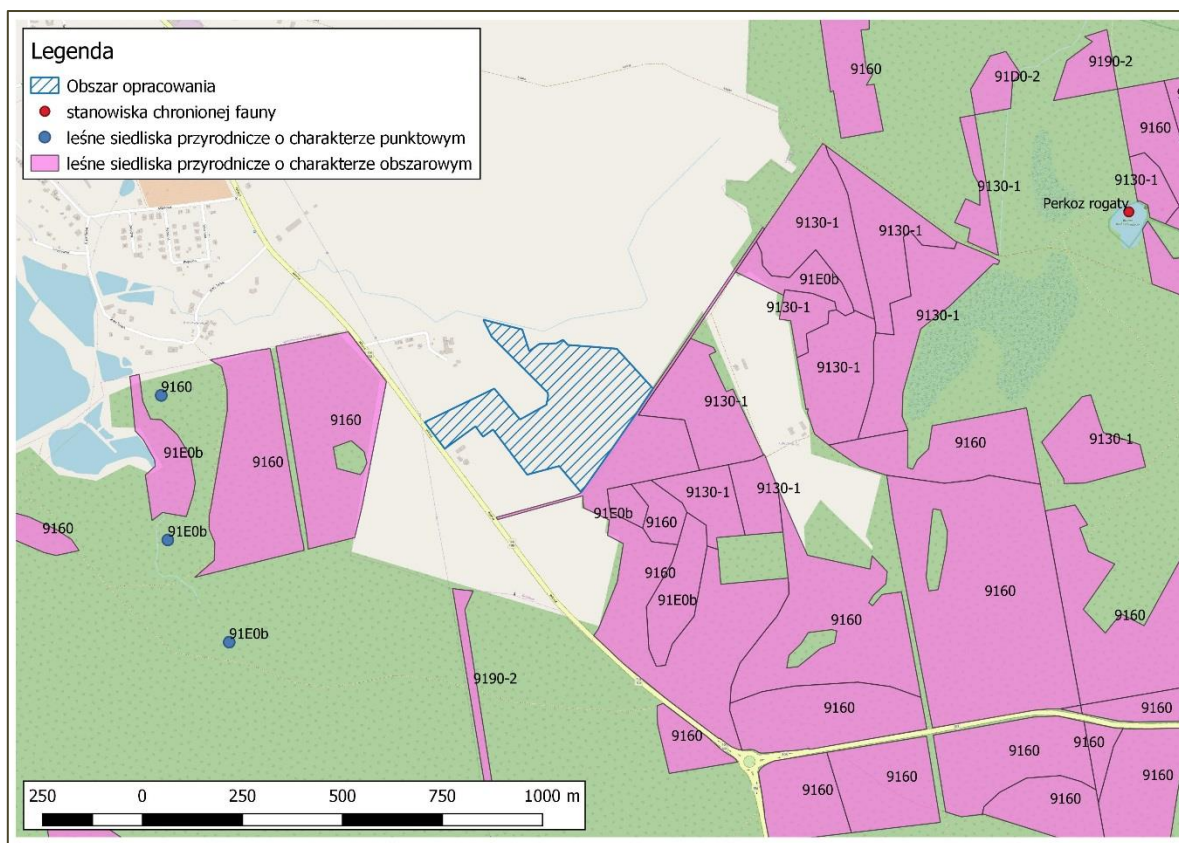 Legenda
Obszar opracowania
stanowiska chronionej fauny
leśne siedliska przyrodnicze o charakterze punktowym
leśne siedliska przyrodnicze o charakterze obszarowym
9160
91D0-2
9190-2
9160
9130-1
9130-1
Perkoz rogaty
9130-1
9130-1
91E0b
9130-1
9130-1
9130-1
9160
9160
9130-1
91E0b
9160
9160
9130-1
9130-1
9130-1
91E0b
9160
9160
91E0b
9160
91E0b
91E0b
9160
9160
9160
9190-2
9160
9160
9160
9160
9160
9160
9160
9160
9160
250 0 250 500 750 1000 m